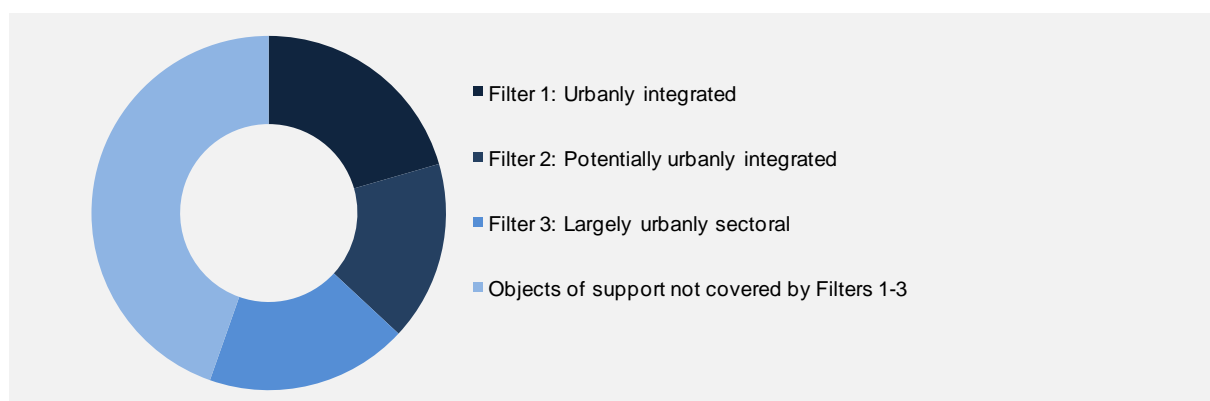 Filter 1: Urbanly integrated
Filter 2: Potentially urbanly integrated
Filter 3: Largely urbanly sectoral
Objects of support not covered by Filters 1-3